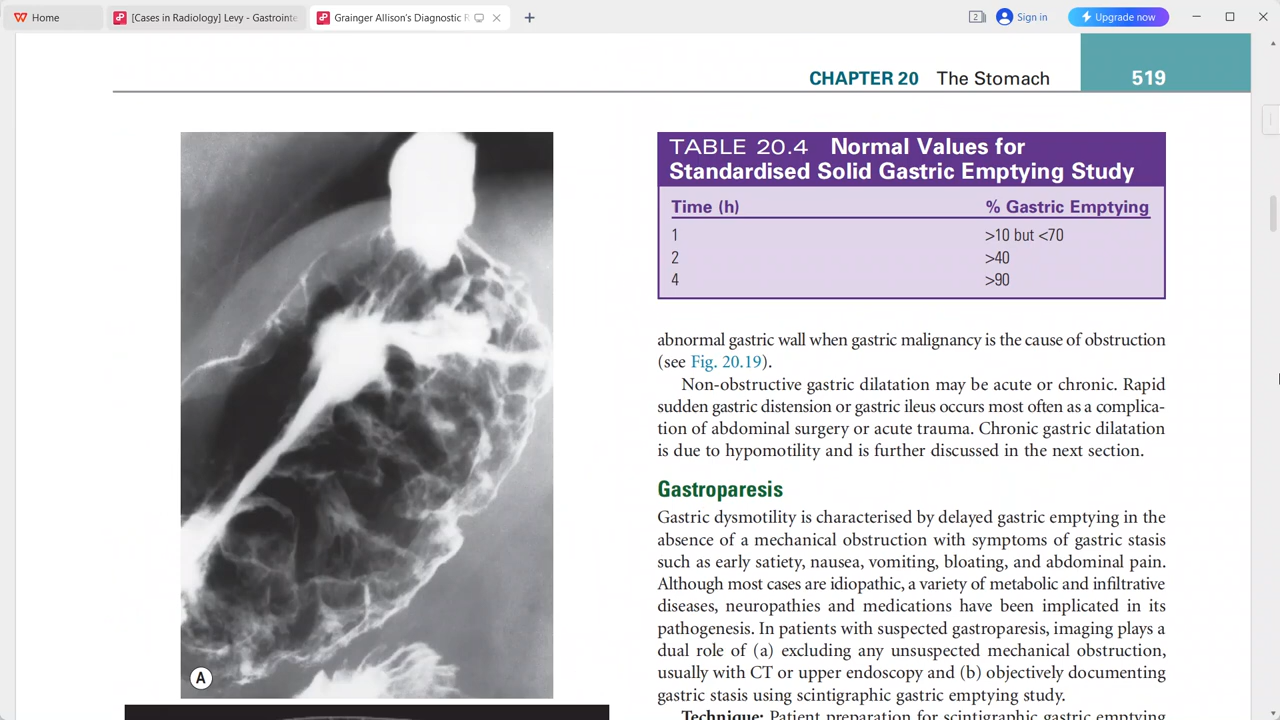 Home
[Cases in Radiology] Levy - Gastrointe
Grainger Allison's Diagnostic R
2
Sign in
Upgrade now
CHAPTER 20 The Stomach 519
A
TABLE 20.4 Normal Values for
Standardised Solid Gastric Emptying Study
Time (h) % Gastric Emptying
1 >10 but <70
2 >40
4 >90
abnormal gastric wall when gastric malignancy is the cause of obstruction
(see Fig. 20.19).
Non-obstructive gastric dilatation may be acute or chronic. Rapid
sudden gastric distension or gastric ileus occurs most often as a complica-
tion of abdominal surgery or acute trauma. Chronic gastric dilatation
is due to hypomotility and is further discussed in the next section.
Gastroparesis
Gastric dysmotility is characterised by delayed gastric emptying in the
absence of a mechanical obstruction with symptoms of gastric stasis
such as early satiety, nausea, vomiting, bloating, and abdominal pain.
Although most cases are idiopathic, a variety of metabolic and infiltrative
diseases, neuropathies and medications have been implicated in its
pathogenesis. In patients with suspected gastroparesis, imaging plays a
dual role of (a) excluding any unsuspected mechanical obstruction,
usually with CT or upper endoscopy and (b) objectively documenting
gastric stasis using scintigraphic gastric emptying study.
Technique: Patient preparation for scintigraphic gastric emptying